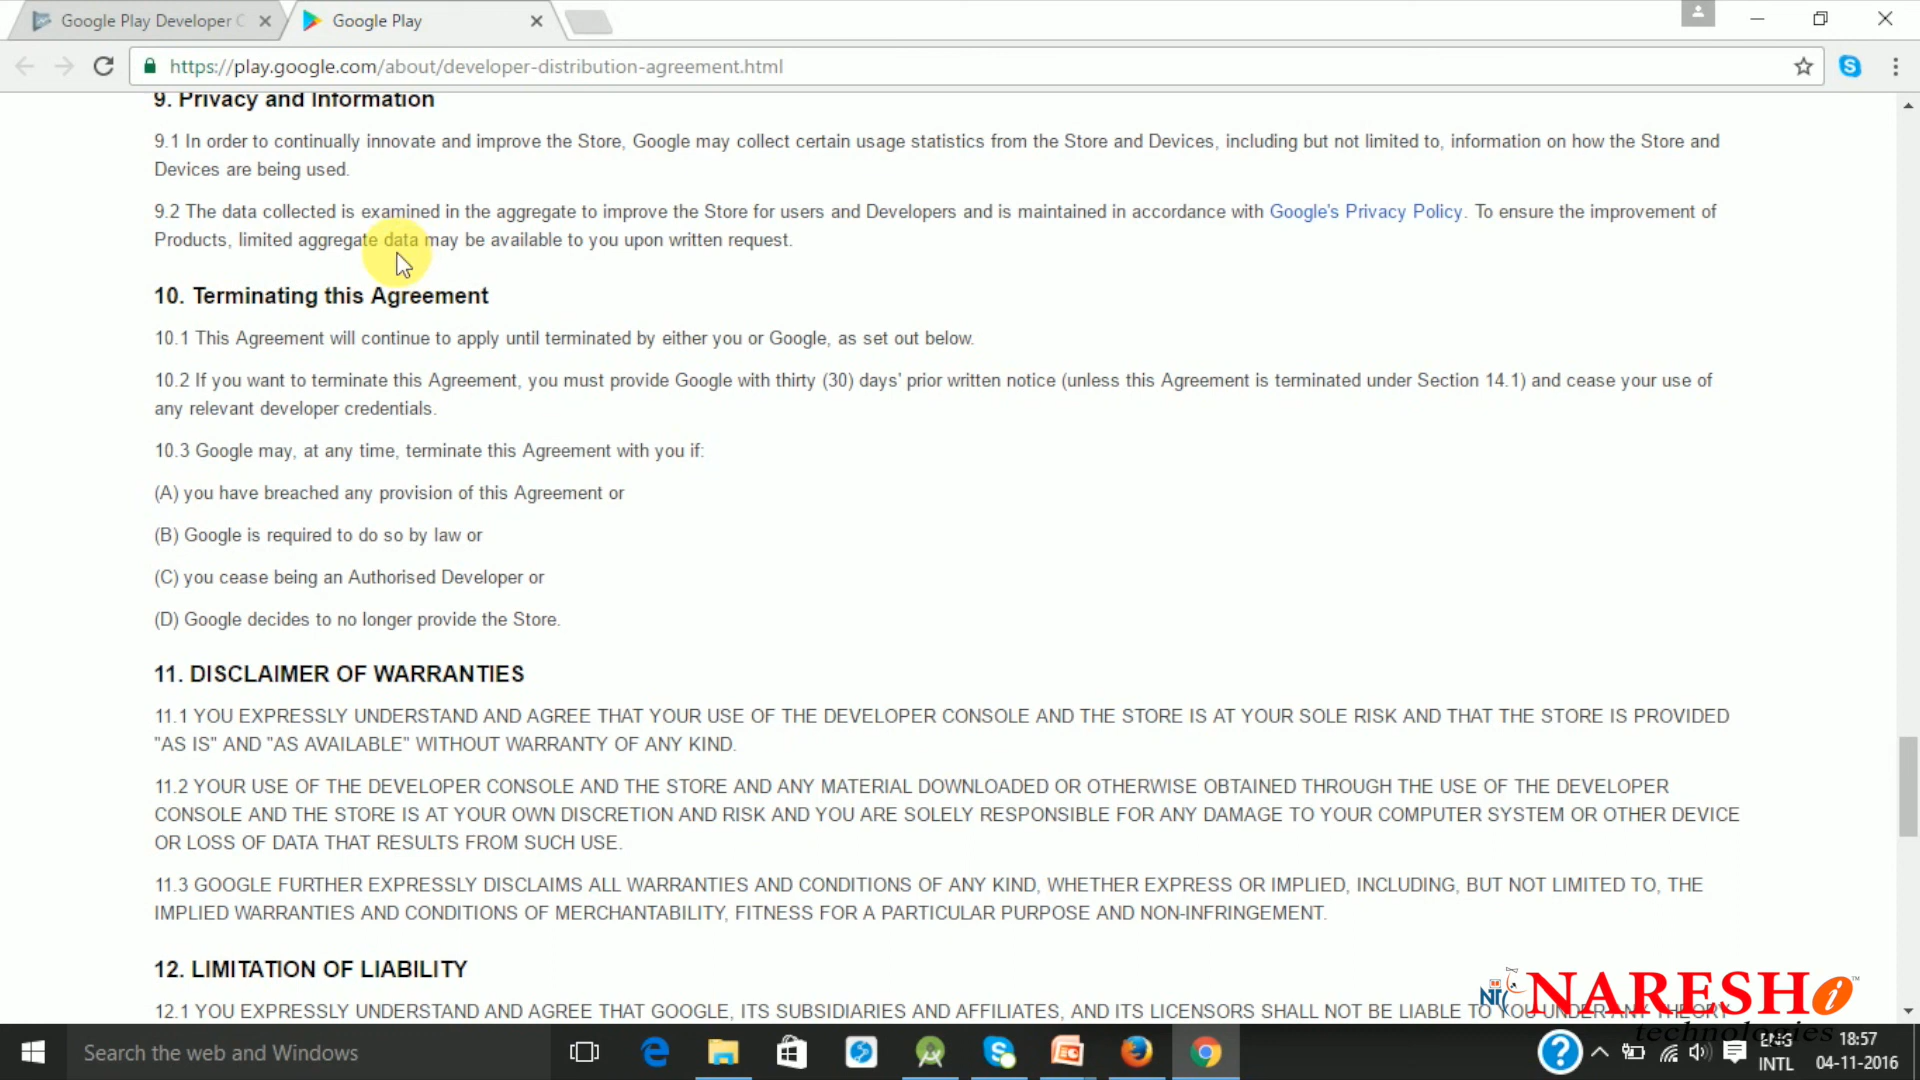 Google Play Developer C
Google Play
https://play.google.com/about/developer-distribution-agreement.html
9. Privacy and Information
9.1 In order to continually innovate and improve the Store, Google may collect certain usage statistics from the Store and Devices, including but not limited to, information on how the Store and
Devices are being used.
9.2 The data collected is examined in the aggregate to improve the Store for users and Developers and is maintained in accordance with Google's Privacy Policy. To ensure the improvement of
Products, limited aggregate data may be available to you upon written request.
10. Terminating this Agreement
10.1 This Agreement will continue to apply until terminated by either you or Google, as set out below.
10.2 If you want to terminate this Agreement, you must provide Google with thirty (30) days' prior written notice (unless this Agreement is terminated under Section 14.1) and cease your use of
any relevant developer credentials.
10.3 Google may, at any time, terminate this Agreement with you if:
(A) you have breached any provision of this Agreement or
(B) Google is required to do so by law or
(C) you cease being an Authorised Developer or
(D) Google decides to no longer provide the Store.
11. DISCLAIMER OF WARRANTIES
11.1 YOU EXPRESSLY UNDERSTAND AND AGREE THAT YOUR USE OF THE DEVELOPER CONSOLE AND THE STORE IS AT YOUR SOLE RISK AND THAT THE STORE IS PROVIDED
"AS IS" AND "AS AVAILABLE" WITHOUT WARRANTY OF ANY KIND.
11.2 YOUR USE OF THE DEVELOPER CONSOLE AND THE STORE AND ANY MATERIAL DOWNLOADED OR OTHERWISE OBTAINED THROUGH THE USE OF THE DEVELOPER
CONSOLE AND THE STORE IS AT YOUR OWN DISCRETION AND RISK AND YOU ARE SOLELY RESPONSIBLE FOR ANY DAMAGE TO YOUR COMPUTER SYSTEM OR OTHER DEVICE
OR LOSS OF DATA THAT RESULTS FROM SUCH USE.
11.3 GOOGLE FURTHER EXPRESSLY DISCLAIMS ALL WARRANTIES AND CONDITIONS OF ANY KIND, WHETHER EXPRESS OR IMPLIED, INCLUDING, BUT NOT LIMITED TO, THE
IMPLIED WARRANTIES AND CONDITIONS OF MERCHANTABILITY, FITNESS FOR A PARTICULAR PURPOSE AND NON-INFRINGEMENT.
12. LIMITATION OF LIABILITY
12.1 YOU EXPRESSLY UNDERSTAND AND AGREE THAT GOOGLE, ITS SUBSIDIARIES AND AFFILIATES, AND ITS LICENSORS SHALL NOT BE LIABLE TO YOU UNDER ANY THEORY
NARESH i
technologies
Search the web and Windows
ENG
INTL
18:57
04-11-2016